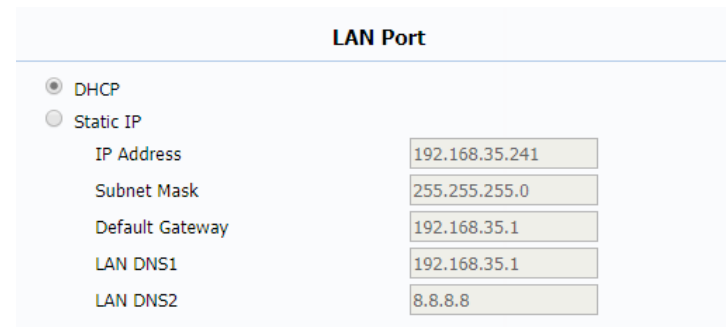 LAN Port
DHCP
Static IP
IP Address 192.168.35.241
Subnet Mask 255.255.255.0
Default Gateway 192.168.35.1
LAN DNS1 192.168.35.1
LAN DNS2 8.8.8.8